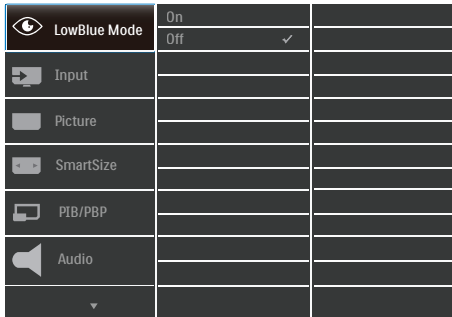 LowBlue Mode
On
Off
Input
Picture
SmartSize
PIB/PBP
Audio